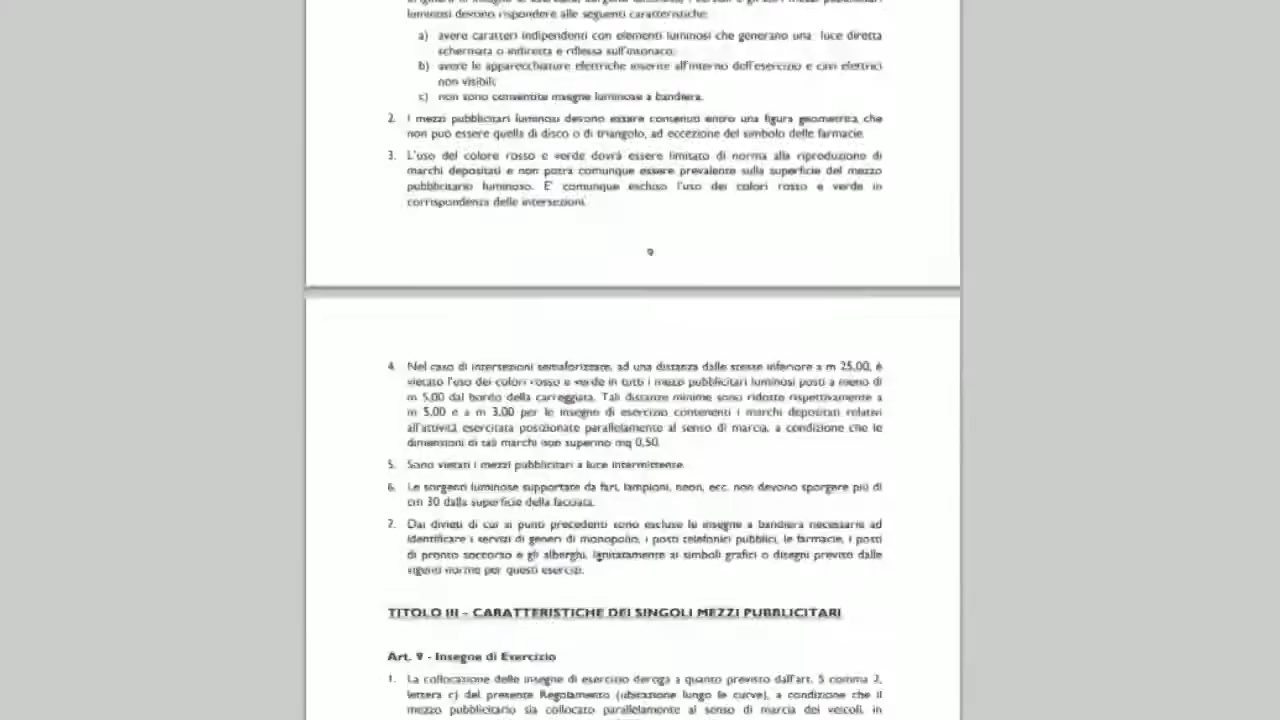 luminosi devono rispondere alle seguenti caratteristiche:
a) avere caratteri indipendenti con elementi luminosi che generano una luce diretta
schermata o indiretta e riflessa sull'intonaco;
b) avere le apparecchiature elettriche inserite all'interno dell'esercizio e cavi elettrici
non visibili;
c) non sono consentite insegne luminose a bandiera.
2. I mezzi pubblicitari luminosi devono essere contenuti entro una figura geometrica che
non può essere quella di disco o di triangolo, ad eccezione del simbolo delle farmacie.
3. L'uso del colore rosso e verde dovrà essere limitato di norma alla riproduzione di
marchi depositati e non potrà comunque essere prevalente sulla superficie del mezzo
pubblicitario luminoso. E' comunque escluso l'uso dei colori rosso e verde in
corrispondenza delle intersezioni.
9
4. Nel caso di intersezioni semaforizzate, ad una distanza dalle stesse inferiore a m 25,00, è
vietato l'uso dei colori rosso e verde in tutti i mezzi pubblicitari luminosi posti a meno di
m 5,00 dal bordo della carreggiata. Tali distanze minime sono ridotte rispettivamente a
m 5,00 e a m 3,00 per le insegne di esercizio contenenti i marchi depositati relativi
all'attività esercitata posizionate parallelamente al senso di marcia, a condizione che le
dimensioni di tali marchi non superino mq 0,50.
5. Sono vietati i mezzi pubblicitari a luce intermittente.
6. Le sorgenti luminose supportate da fari, lampioni, neon, ecc. non devono sporgere più di
cm 30 dalla superficie della facciata.
7. Dai divieti di cui ai punti precedenti sono escluse le insegne a bandiera necessarie ad
identificare i servizi di generi di monopolio, i posti telefonici pubblici, le farmacie, i posti
di pronto soccorso e gli alberghi, limitatamente ai simboli grafici o disegni previsti dalle
vigenti norme per questi esercizi.
TITOLO III – CARATTERISTICHE DEI SINGOLI MEZZI PUBBLICITARI
Art. 9 - Insegne di Esercizio
1. La collocazione delle insegne di esercizio deroga a quanto previsto dall'art. 5 comma 2,
lettera c) del presente Regolamento (ubicazione lungo le curve), a condizione che il
mezzo pubblicitario sia collocato parallelamente al senso di marcia dei veicoli, in